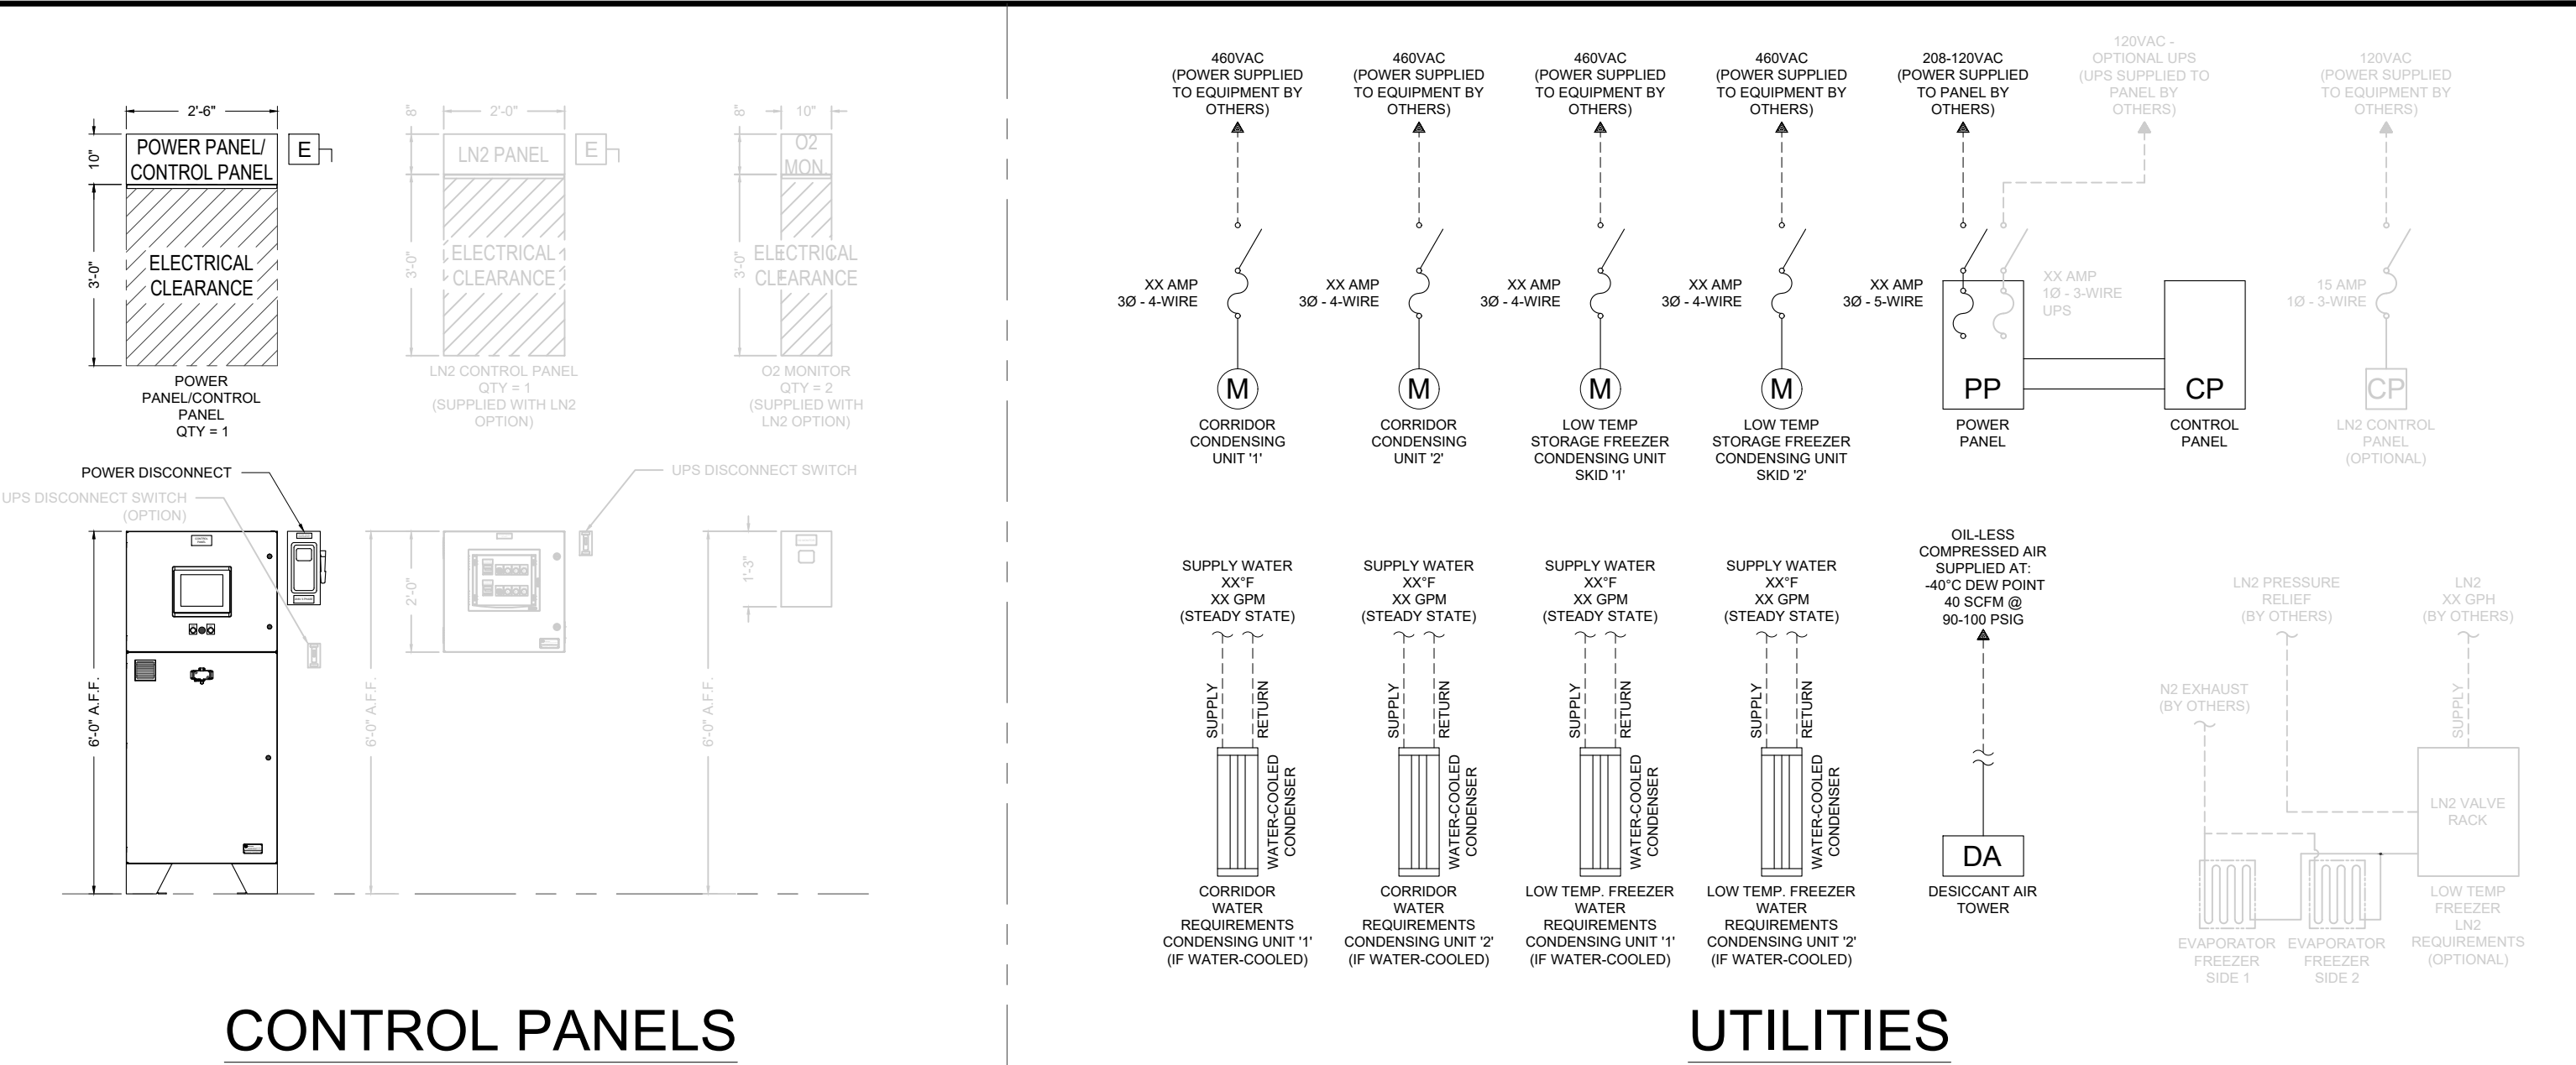 2'-6"
10"
POWER PANEL/
CONTROL PANEL
E
3'-0"
ELECTRICAL
CLEARANCE
POWER
PANEL/CONTROL
PANEL
QTY = 1
8"
2'-0"
LN2 PANEL
E
3'-0"
ELECTRICAL
CLEARANCE
LN2 CONTROL PANEL
QTY = 1
(SUPPLIED WITH LN2
OPTION)
8"
10"
O2
MON.
3'-0"
ELECTRICAL
CLEARANCE
O2 MONITOR
QTY = 2
(SUPPLIED WITH
LN2 OPTION)
POWER DISCONNECT
UPS DISCONNECT SWITCH
(OPTION)
6'-0" A.F.F.
UPS DISCONNECT SWITCH
2'-0"
6'-0" A.F.F.
1'-3"
6'-0" A.F.F.
CONTROL PANELS
460VAC
(POWER SUPPLIED
TO EQUIPMENT BY
OTHERS)
XX AMP
3Ø - 4-WIRE
M
CORRIDOR
CONDENSING
UNIT '1'
460VAC
(POWER SUPPLIED
TO EQUIPMENT BY
OTHERS)
XX AMP
3Ø - 4-WIRE
M
CORRIDOR
CONDENSING
UNIT '2'
460VAC
(POWER SUPPLIED
TO EQUIPMENT BY
OTHERS)
XX AMP
3Ø - 4-WIRE
M
LOW TEMP
STORAGE FREEZER
CONDENSING UNIT
SKID '1'
460VAC
(POWER SUPPLIED
TO EQUIPMENT BY
OTHERS)
XX AMP
3Ø - 4-WIRE
M
LOW TEMP
STORAGE FREEZER
CONDENSING UNIT
SKID '2'
208-120VAC
(POWER SUPPLIED
TO PANEL BY
OTHERS)
XX AMP
3Ø - 5-WIRE
PP
POWER
PANEL
120VAC -
OPTIONAL UPS
(UPS SUPPLIED TO
PANEL BY
OTHERS)
XX AMP
1Ø - 3-WIRE
UPS
CP
CONTROL
PANEL
120VAC
(POWER SUPPLIED
TO EQUIPMENT BY
OTHERS)
15 AMP
1Ø - 3-WIRE
CP
LN2 CONTROL
PANEL
(OPTIONAL)
SUPPLY WATER
XX°F
XX GPM
(STEADY STATE)
SUPPLY
RETURN
WATER-COOLED
CONDENSER
CORRIDOR
WATER
REQUIREMENTS
CONDENSING UNIT '1'
(IF WATER-COOLED)
SUPPLY WATER
XX°F
XX GPM
(STEADY STATE)
SUPPLY
RETURN
WATER-COOLED
CONDENSER
CORRIDOR
WATER
REQUIREMENTS
CONDENSING UNIT '2'
(IF WATER-COOLED)
SUPPLY WATER
XX°F
XX GPM
(STEADY STATE)
SUPPLY
RETURN
WATER-COOLED
CONDENSER
LOW TEMP. FREEZER
WATER
REQUIREMENTS
CONDENSING UNIT '1'
(IF WATER-COOLED)
SUPPLY WATER
XX°F
XX GPM
(STEADY STATE)
SUPPLY
RETURN
WATER-COOLED
CONDENSER
LOW TEMP. FREEZER
WATER
REQUIREMENTS
CONDENSING UNIT '2'
(IF WATER-COOLED)
OIL-LESS
COMPRESSED AIR
SUPPLIED AT:
-40°C DEW POINT
40 SCFM @
90-100 PSIG
DA
DESICCANT AIR
TOWER
N2 EXHAUST
(BY OTHERS)
LN2 PRESSURE
RELIEF
(BY OTHERS)
LN2
XX GPH
(BY OTHERS)
SUPPLY
LN2 VALVE
RACK
EVAPORATOR
FREEZER
SIDE 1
EVAPORATOR
FREEZER
SIDE 2
LOW TEMP
FREEZER
LN2
REQUIREMENTS
(OPTIONAL)
UTILITIES